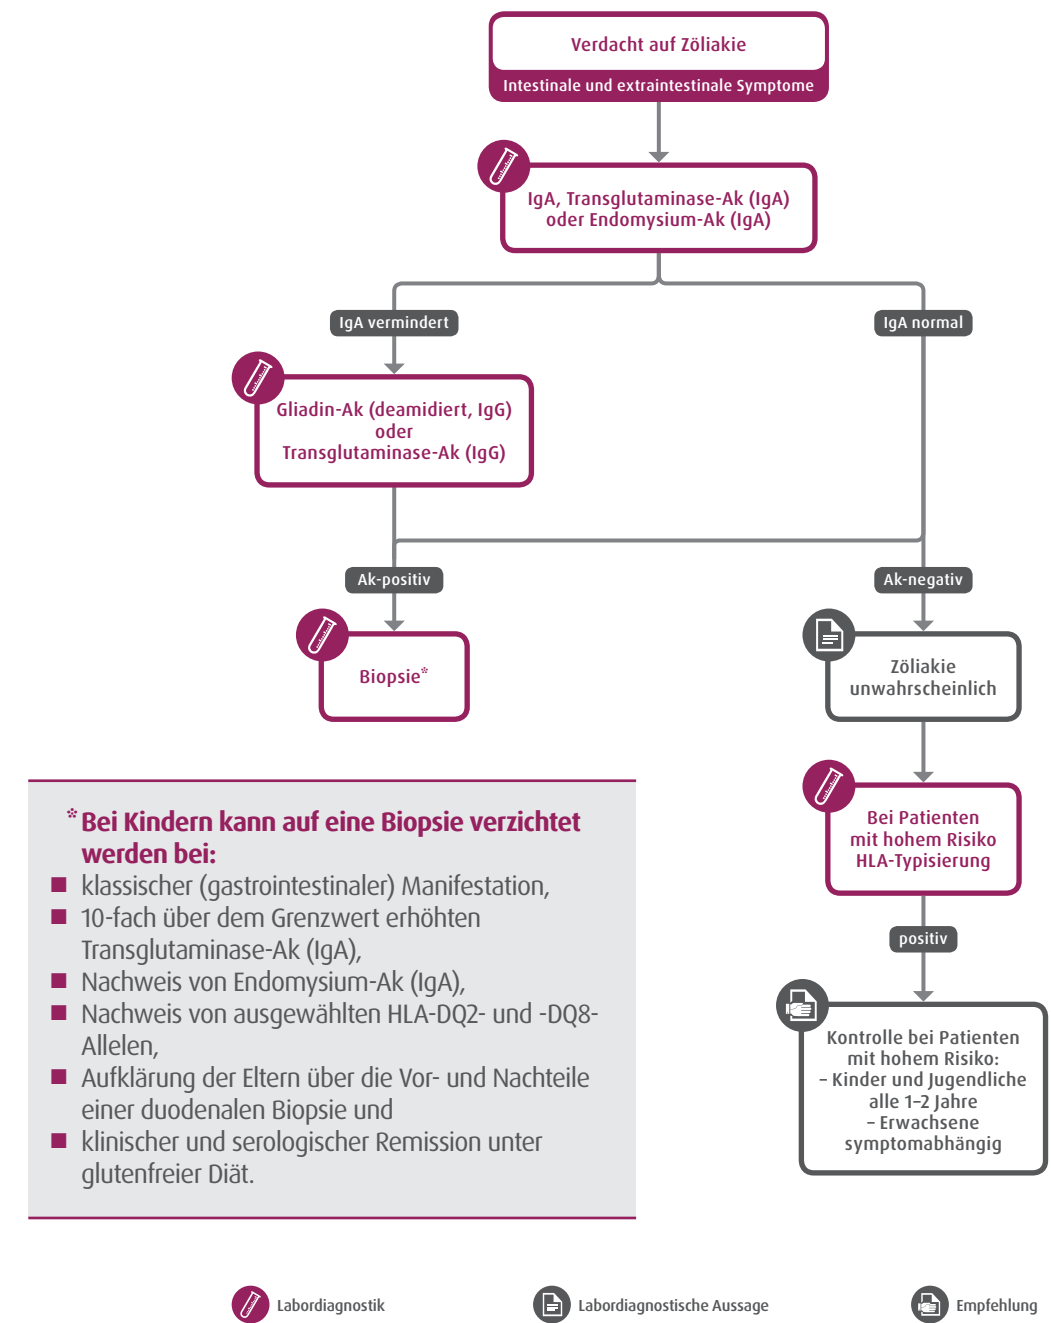 Verdacht auf Zöliakie
Intestinale und extraintestinale Symptome
IgA, Transglutaminase-Ak (IgA)
oder Endomysium-Ak (IgA)
IgA vermindert
IgA normal
Gliadin-Ak (deamidiert, IgG)
oder
Transglutaminase-Ak (IgG)
Ak-positiv
Ak-negativ
Biopsie*
Zöliakie
unwahrscheinlich
Bei Patienten
mit hohem Risiko
HLA-Typisierung
positiv
Kontrolle bei Patienten
mit hohem Risiko:
– Kinder und Jugendliche
alle 1–2 Jahre
– Erwachsene
symptomabhängig
* Bei Kindern kann auf eine Biopsie verzichtet
werden bei:
■ klassischer (gastrointestinaler) Manifestation,
■ 10-fach über dem Grenzwert erhöhten
Transglutaminase-Ak (IgA),
■ Nachweis von Endomysium-Ak (IgA),
■ Nachweis von ausgewählten HLA-DQ2- und -DQ8-
Allelen,
■ Aufklärung der Eltern über die Vor- und Nachteile
einer duodenalen Biopsie und
■ klinischer und serologischer Remission unter
glutenfreier Diät.
Labordiagnostik
Labordiagnostische Aussage
Empfehlung